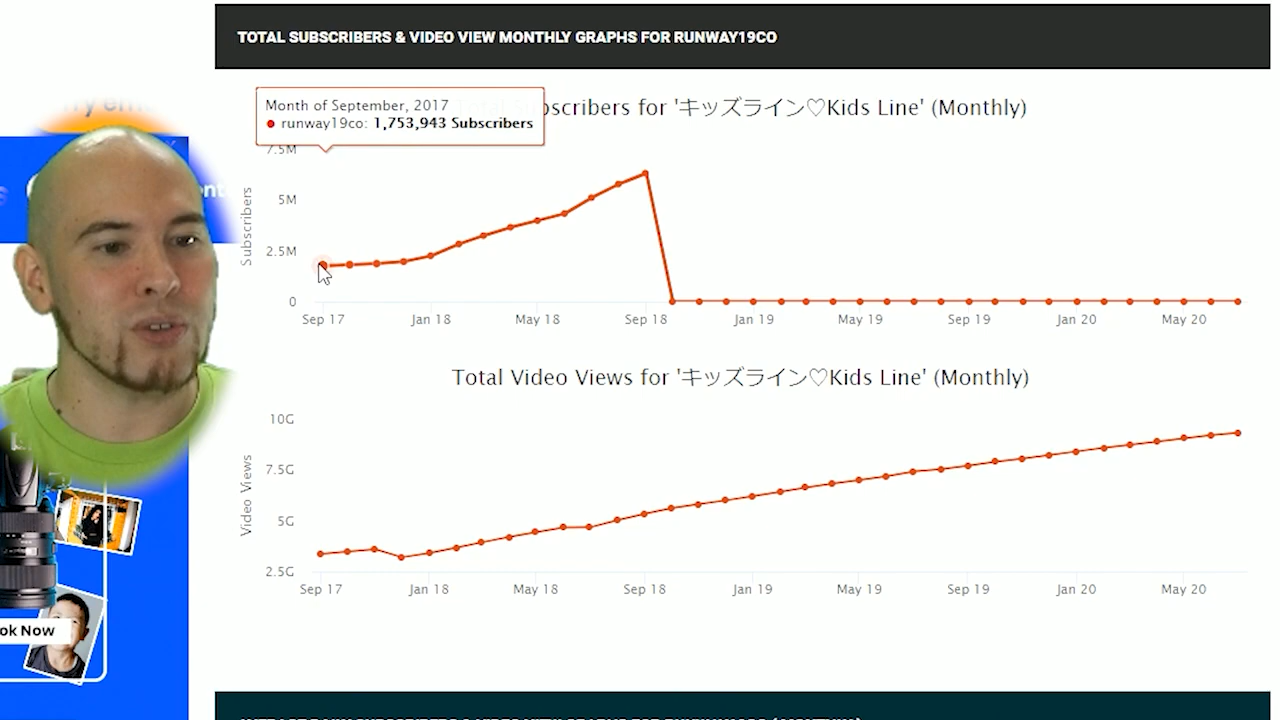 TOTAL SUBSCRIBERS & VIDEO VIEW MONTHLY GRAPHS FOR RUNWAY19CO
Month of September, 2017
runway19co: 1,753,943 Subscribers
for 'キッズライン♡Kids Line' (Monthly)
7.5M
5M
2.5M
0
Subscribers
Sep 17 Jan 18 May 18 Sep 18 Jan 19 May 19 Sep 19 Jan 20 May 20
Total Video Views for 'キッズライン♡Kids Line' (Monthly)
10G
7.5G
5G
2.5G
Video Views
Sep 17 Jan 18 May 18 Sep 18 Jan 19 May 19 Sep 19 Jan 20 May 20
Now